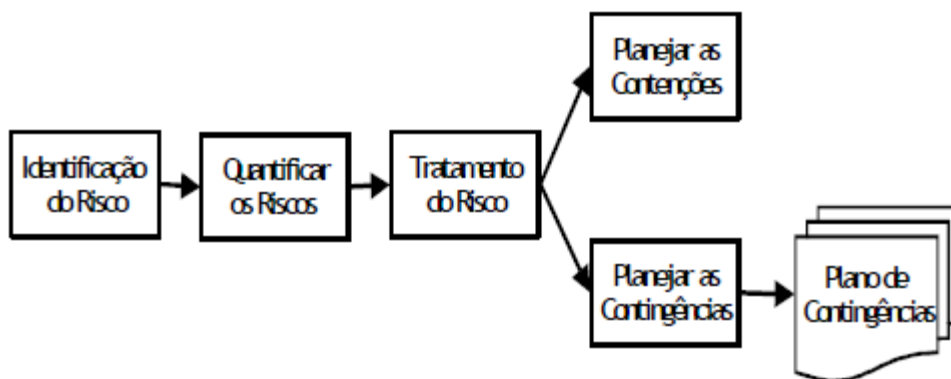 Identificação
do Risco
Quantificar
os Riscos
Tratamento
do Risco
Planejar as
Contenções
Planejar as
Contingências
Plano de
Contingências